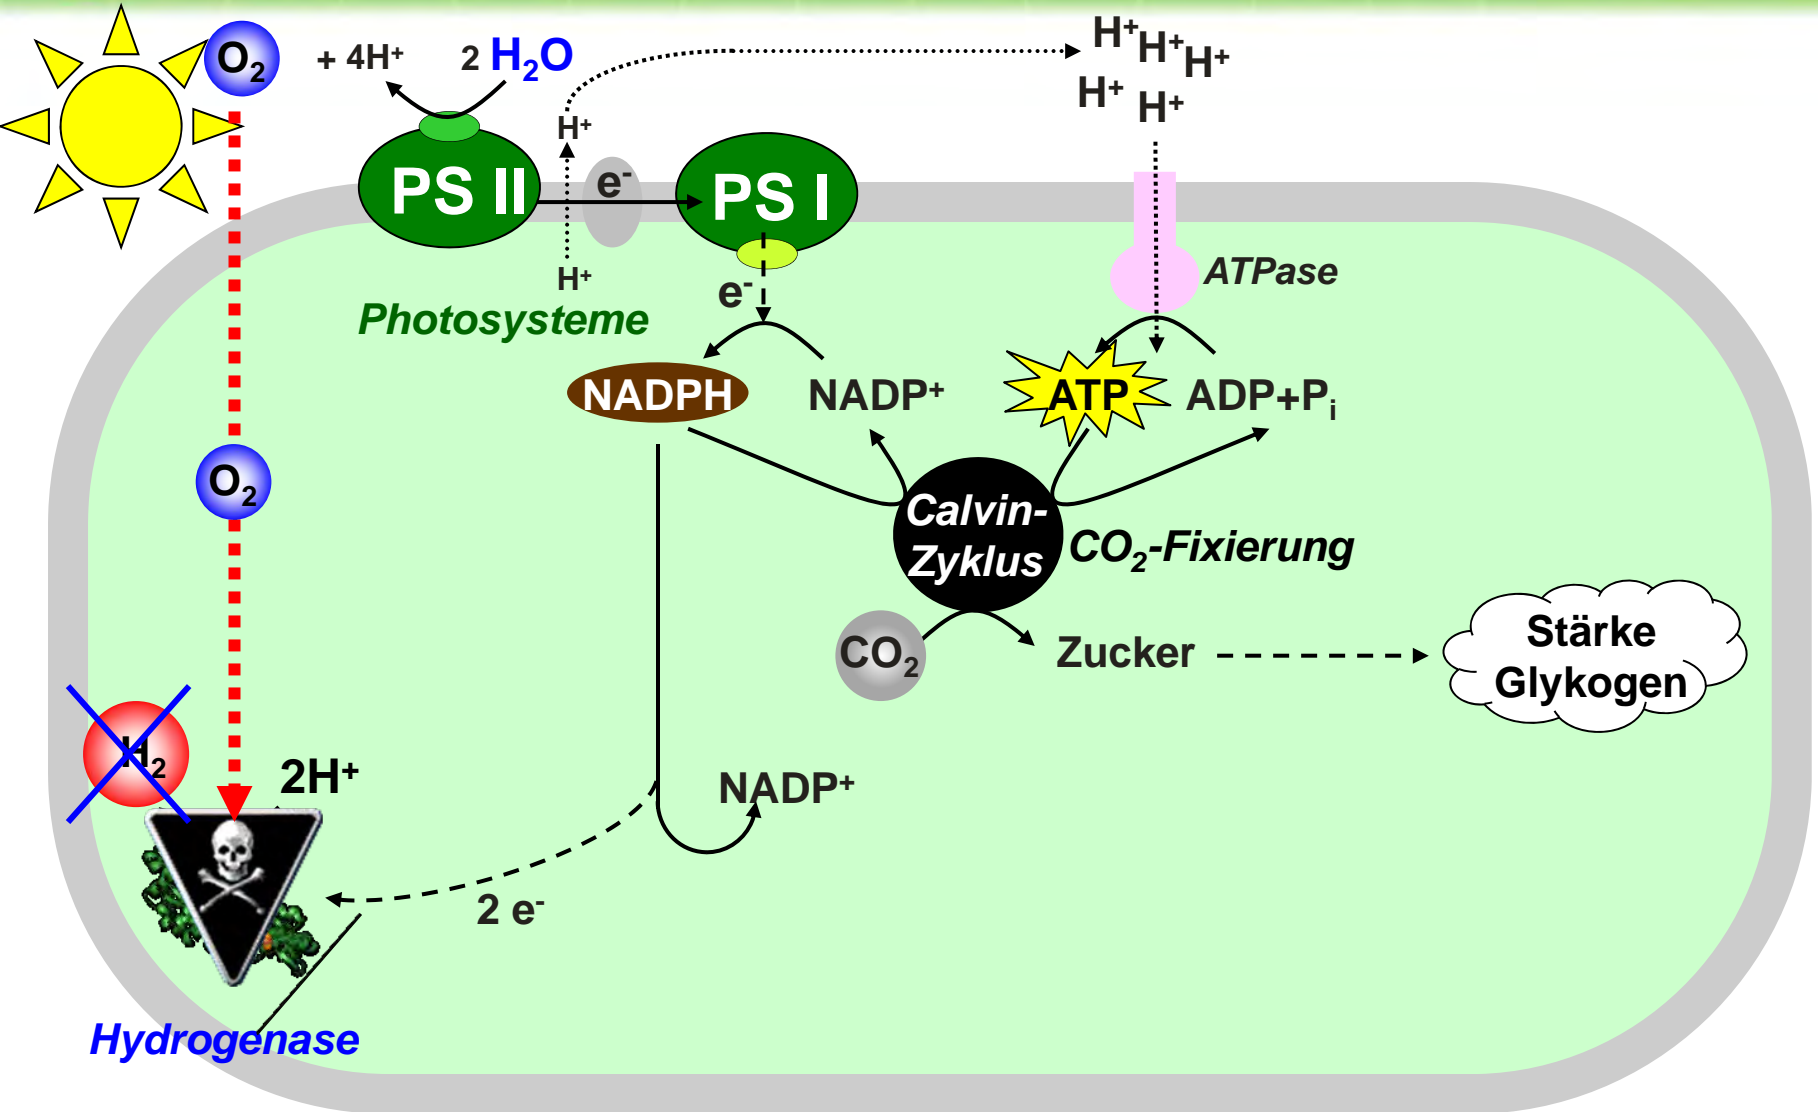 O₂ + 4H⁺ 2 H₂O
H⁺H⁺H⁺
H⁺ H⁺
H⁺
PS II e⁻ PS I
H⁺
ATPase
e⁻
Photosysteme
NADPH NADP⁺ ATP ADP+Pᵢ
O₂
Calvin-
Zyklus
CO₂-Fixierung
CO₂ Zucker
Stärke
Glykogen
H₂
2H⁺
NADP⁺
2 e⁻
Hydrogenase